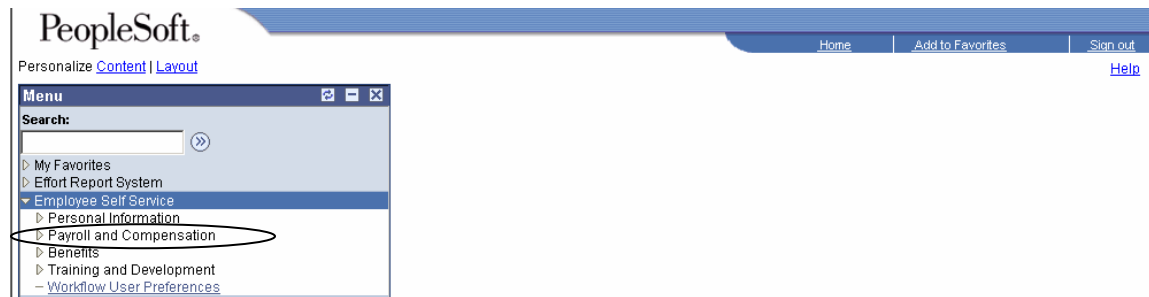 PeopleSoft®
Home Add to Favorites Sign out
Personalize Content | Layout
Help
Menu
Search:
My Favorites
Effort Report System
Employee Self Service
Personal Information
Payroll and Compensation
Benefits
Training and Development
Workflow User Preferences